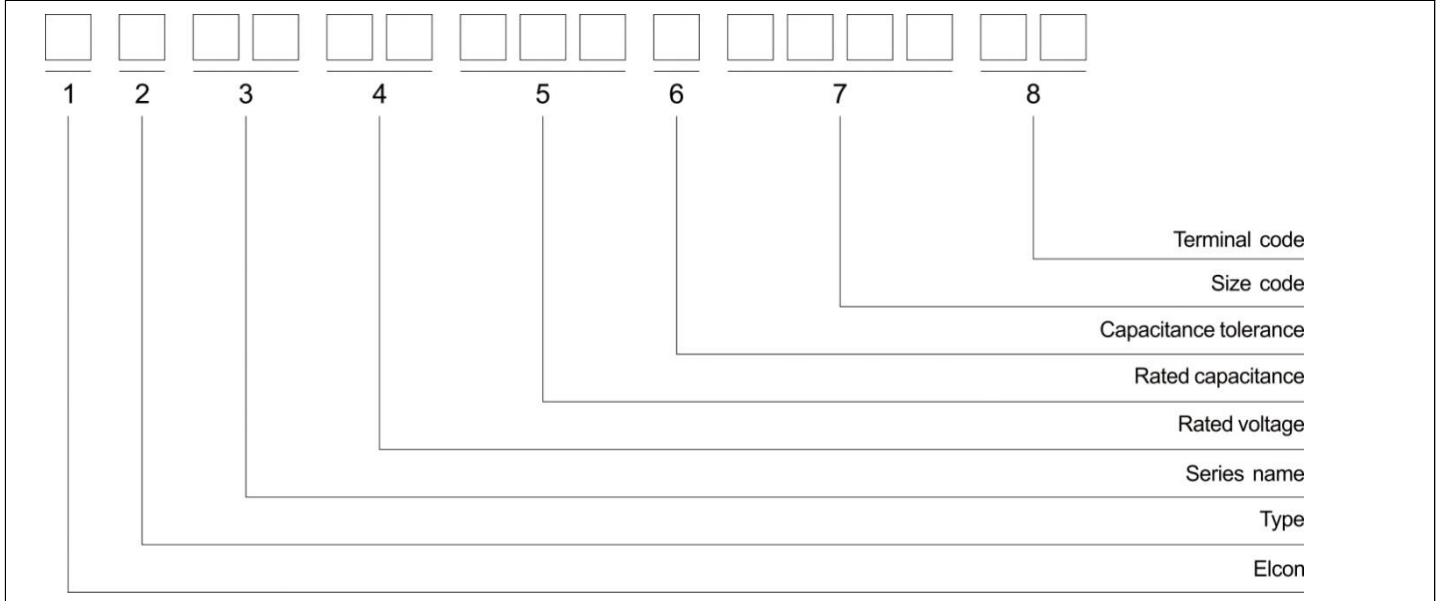 1 2 3 4 5 6 7 8
Terminal code
Size code
Capacitance tolerance
Rated capacitance
Rated voltage
Series name
Type
Elcon